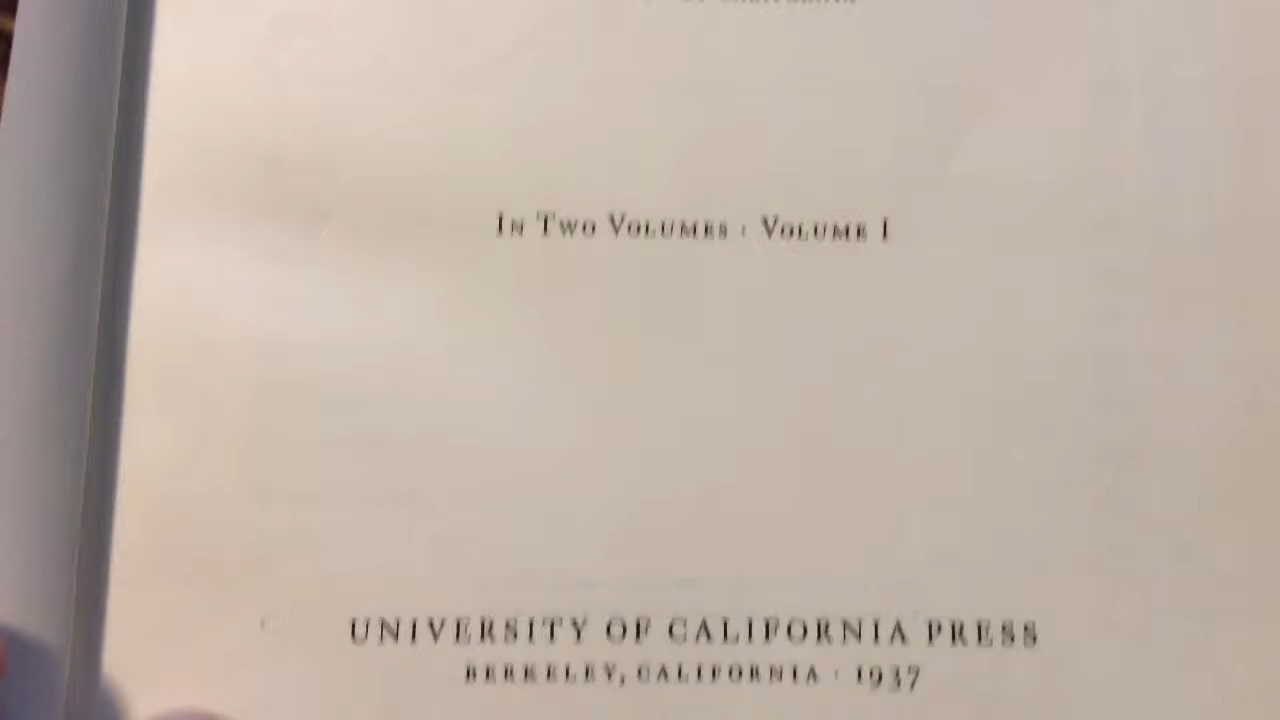 In Two Volumes : Volume I
UNIVERSITY OF CALIFORNIA PRESS
BERKELEY, CALIFORNIA · 1937